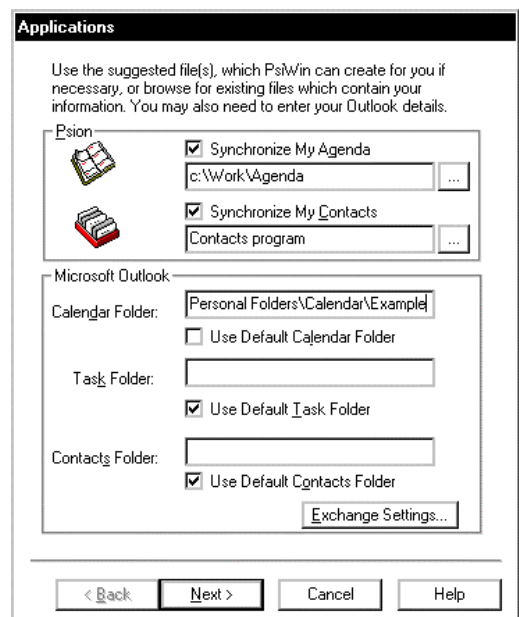 Applications
Use the suggested file(s), which PsiWin can create for you if
necessary, or browse for existing files which contain your
information. You may also need to enter your Outlook details.
Psion
Synchronize My Agenda
c:\Work\Agenda ...
Synchronize My Contacts
Contacts program ...
Microsoft Outlook
Calendar Folder: Personal Folders\Calendar\Example
Use Default Calendar Folder
Task Folder:
Use Default Task Folder
Contacts Folder:
Use Default Contacts Folder
Exchange Settings...
< Back Next > Cancel Help